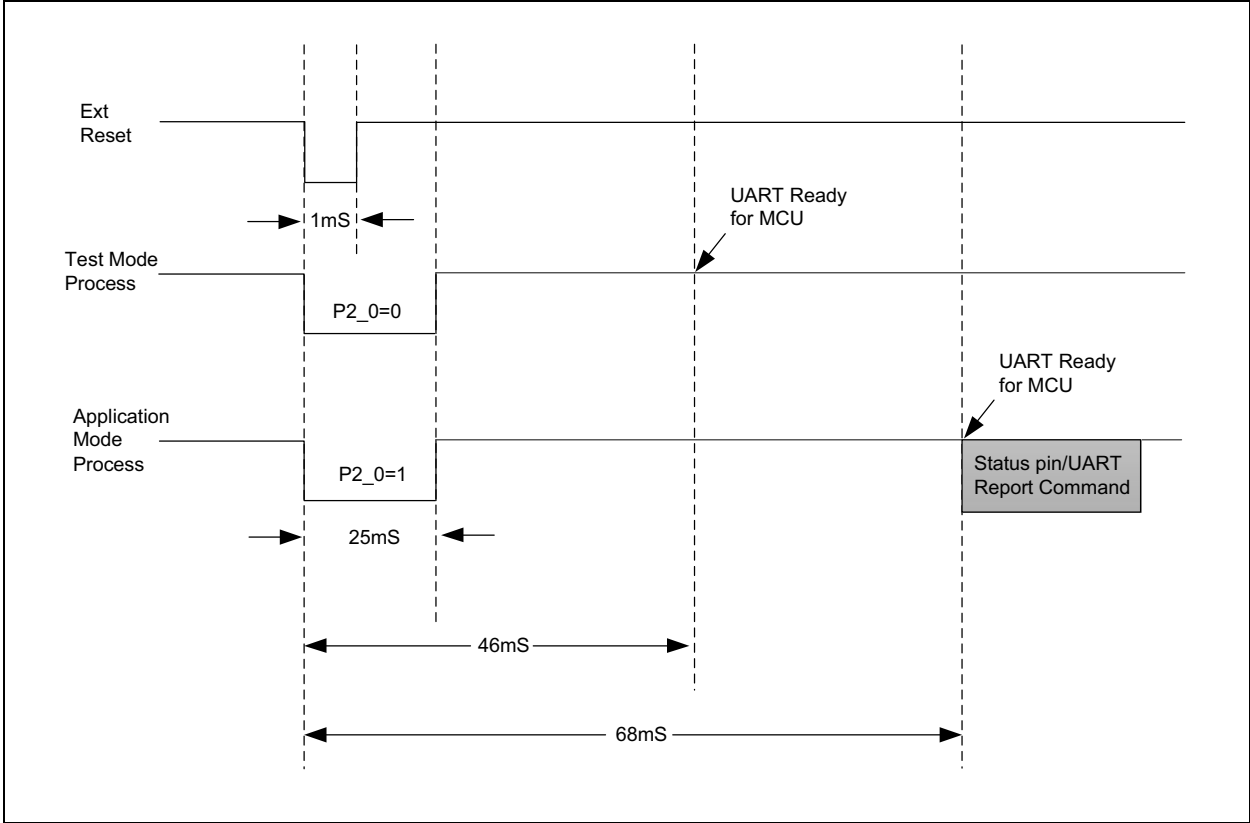 Ext
Reset
1mS
UART Ready
for MCU
Test Mode
Process
P2_0=0
UART Ready
for MCU
Application
Mode
Process
P2_0=1
Status pin/UART
Report Command
25mS
46mS
68mS